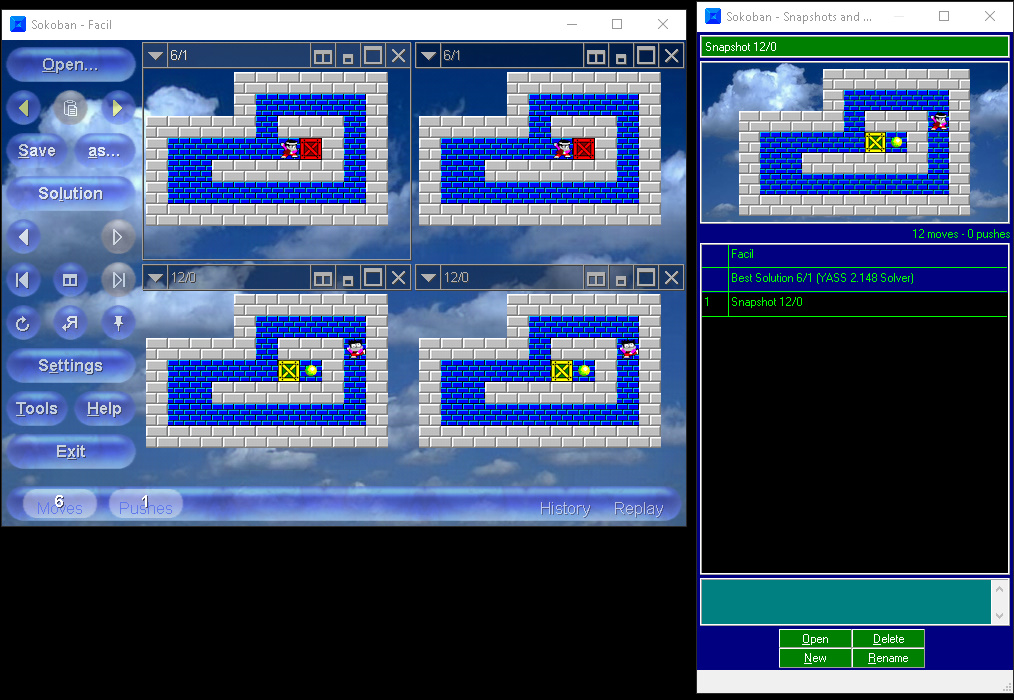 Sokoban - Facil
Open...
Save as...
Solution
Settings
Tools Help
Exit
6/1
6/1
12/0
12/0
6 1
Moves Pushes History Replay
Sokoban - Snapshots and ...
Snapshot 12/0
12 moves - 0 pushes
Facil
Best Solution 6/1 (YASS 2.148 Solver)
1 Snapshot 12/0
Open Delete
New Rename